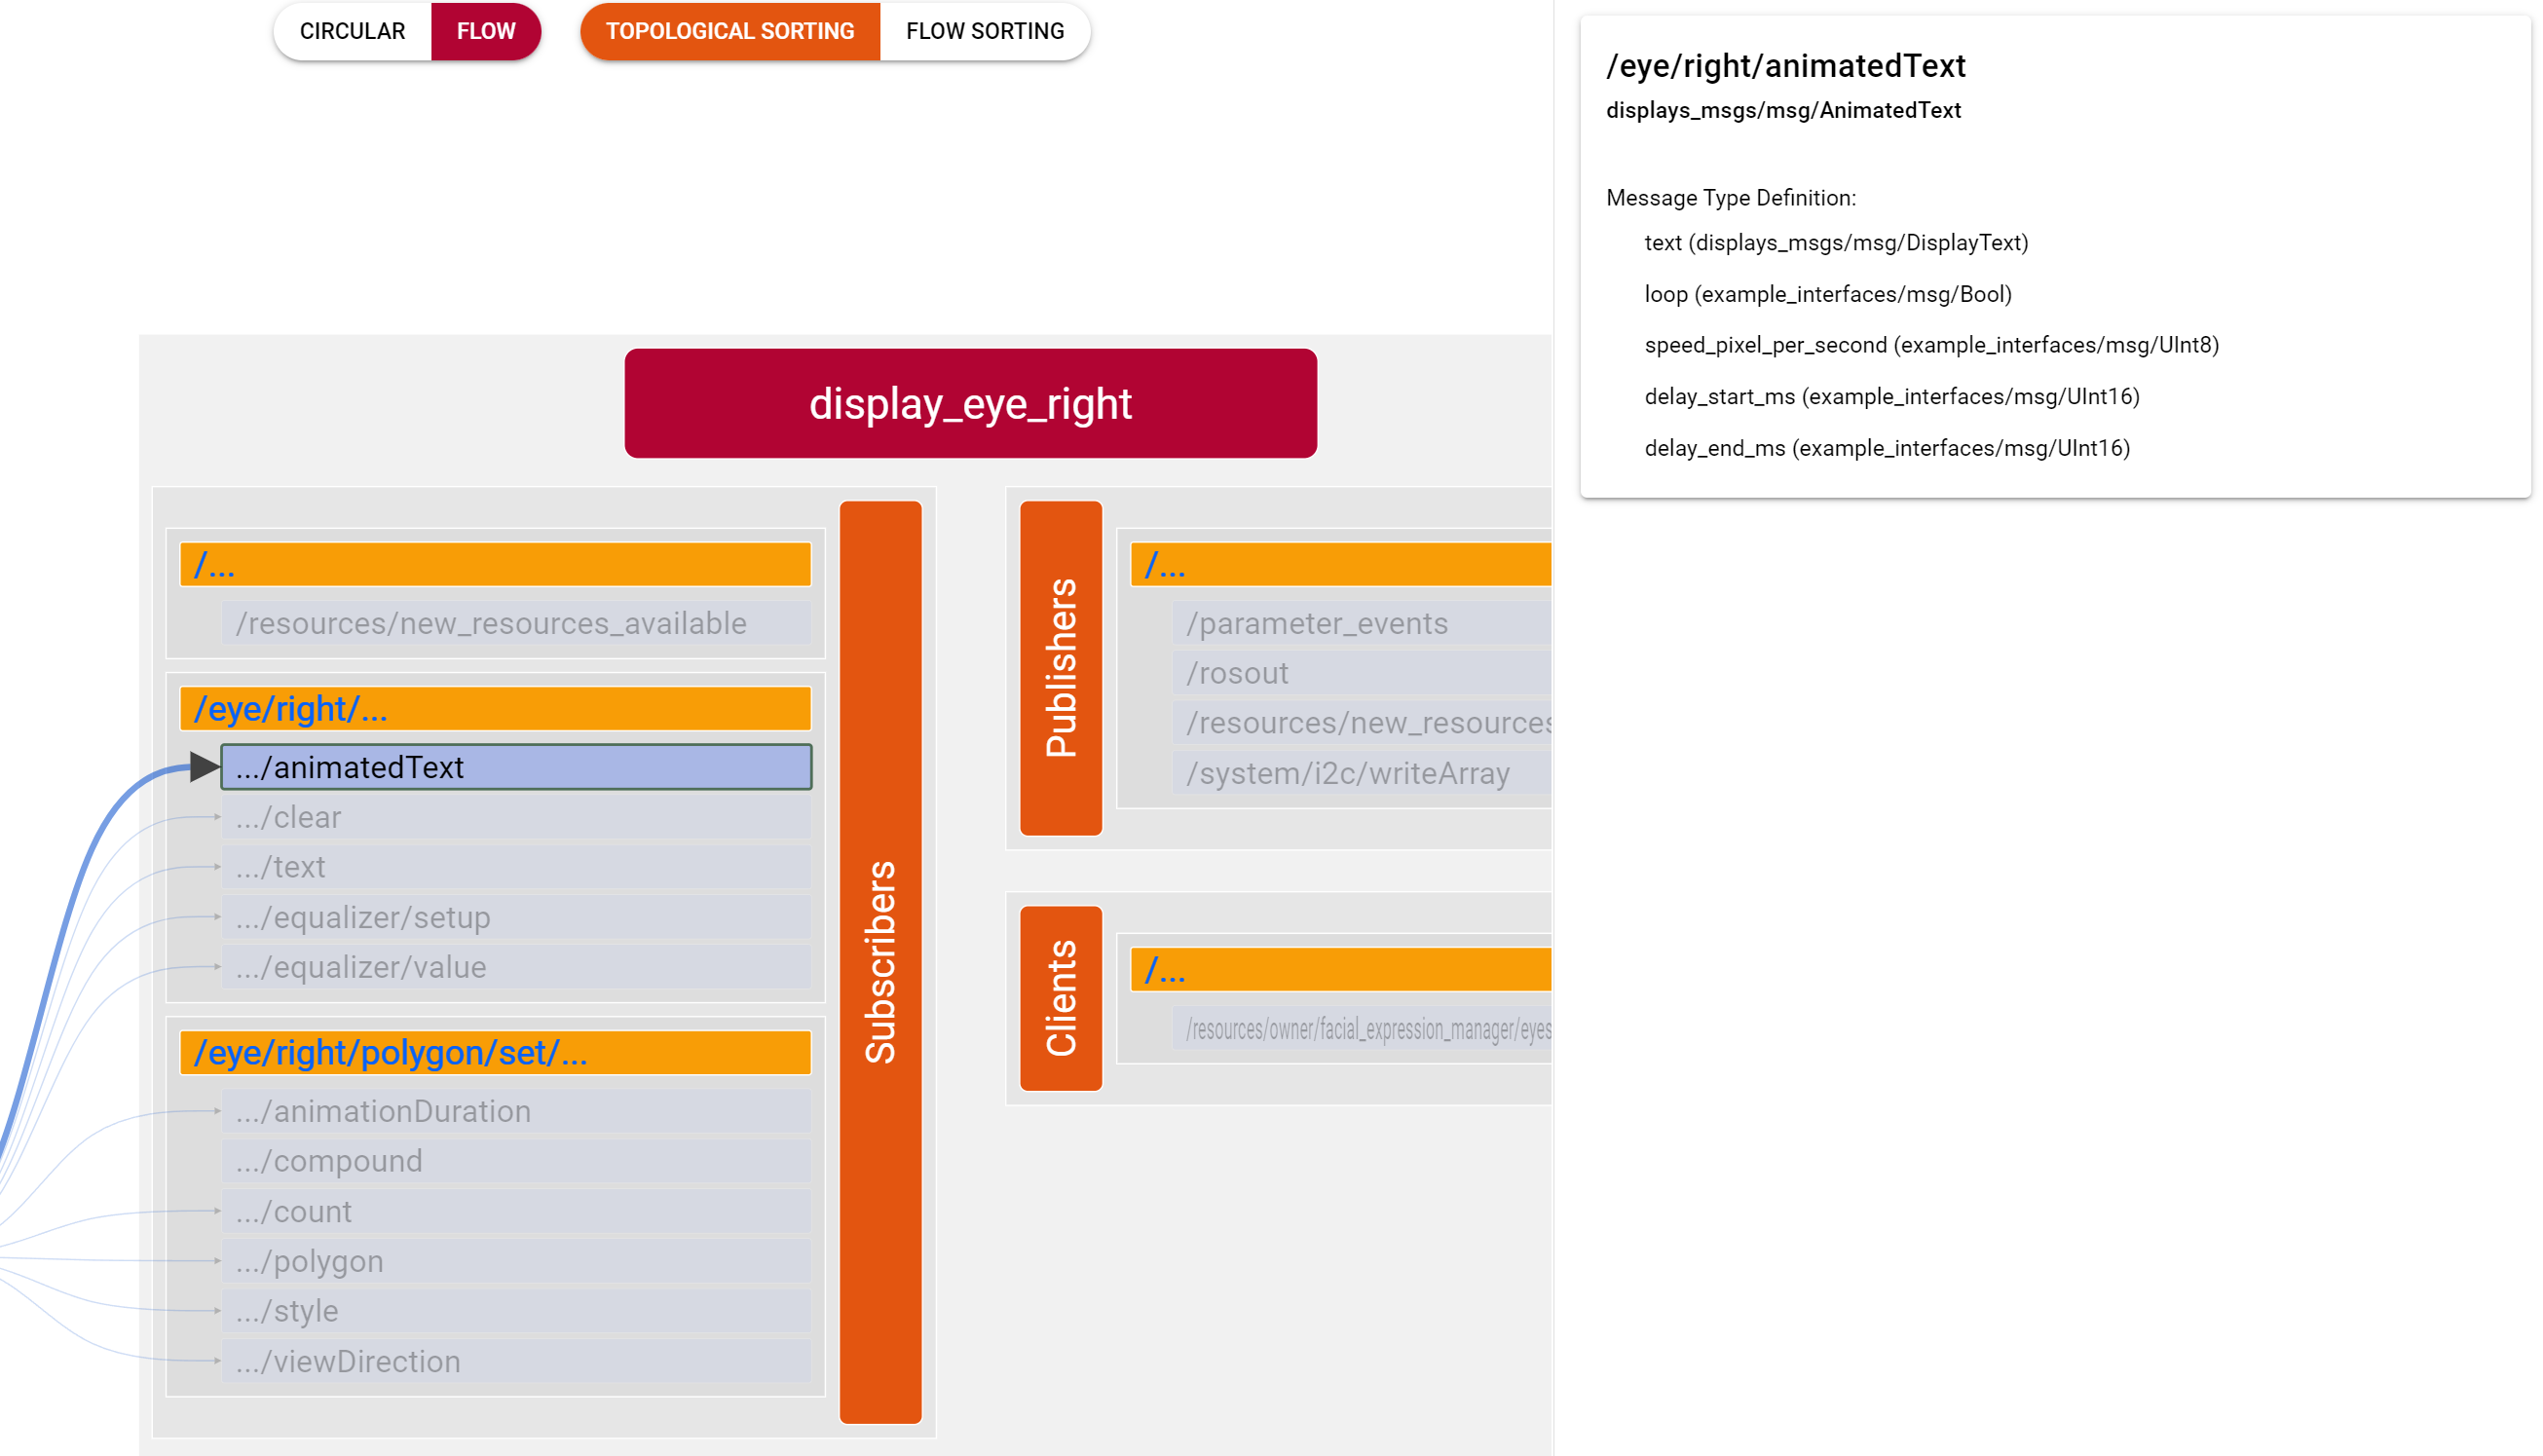 CIRCULAR FLOW TOPOLOGICAL SORTING FLOW SORTING
display_eye_right
Subscribers
/...
/resources/new_resources_available
/eye/right/...
.../animatedText
.../clear
.../text
.../equalizer/setup
.../equalizer/value
/eye/right/polygon/set/...
.../animationDuration
.../compound
.../count
.../polygon
.../style
.../viewDirection
Publishers
/...
/parameter_events
/rosout
/resources/new_resources
/system/i2c/writeArray
Clients
/...
/resources/owner/facial_expression_manager/eyes
/eye/right/animatedText
displays_msgs/msg/AnimatedText
Message Type Definition:
text (displays_msgs/msg/DisplayText)
loop (example_interfaces/msg/Bool)
speed_pixel_per_second (example_interfaces/msg/UInt8)
delay_start_ms (example_interfaces/msg/UInt16)
delay_end_ms (example_interfaces/msg/UInt16)